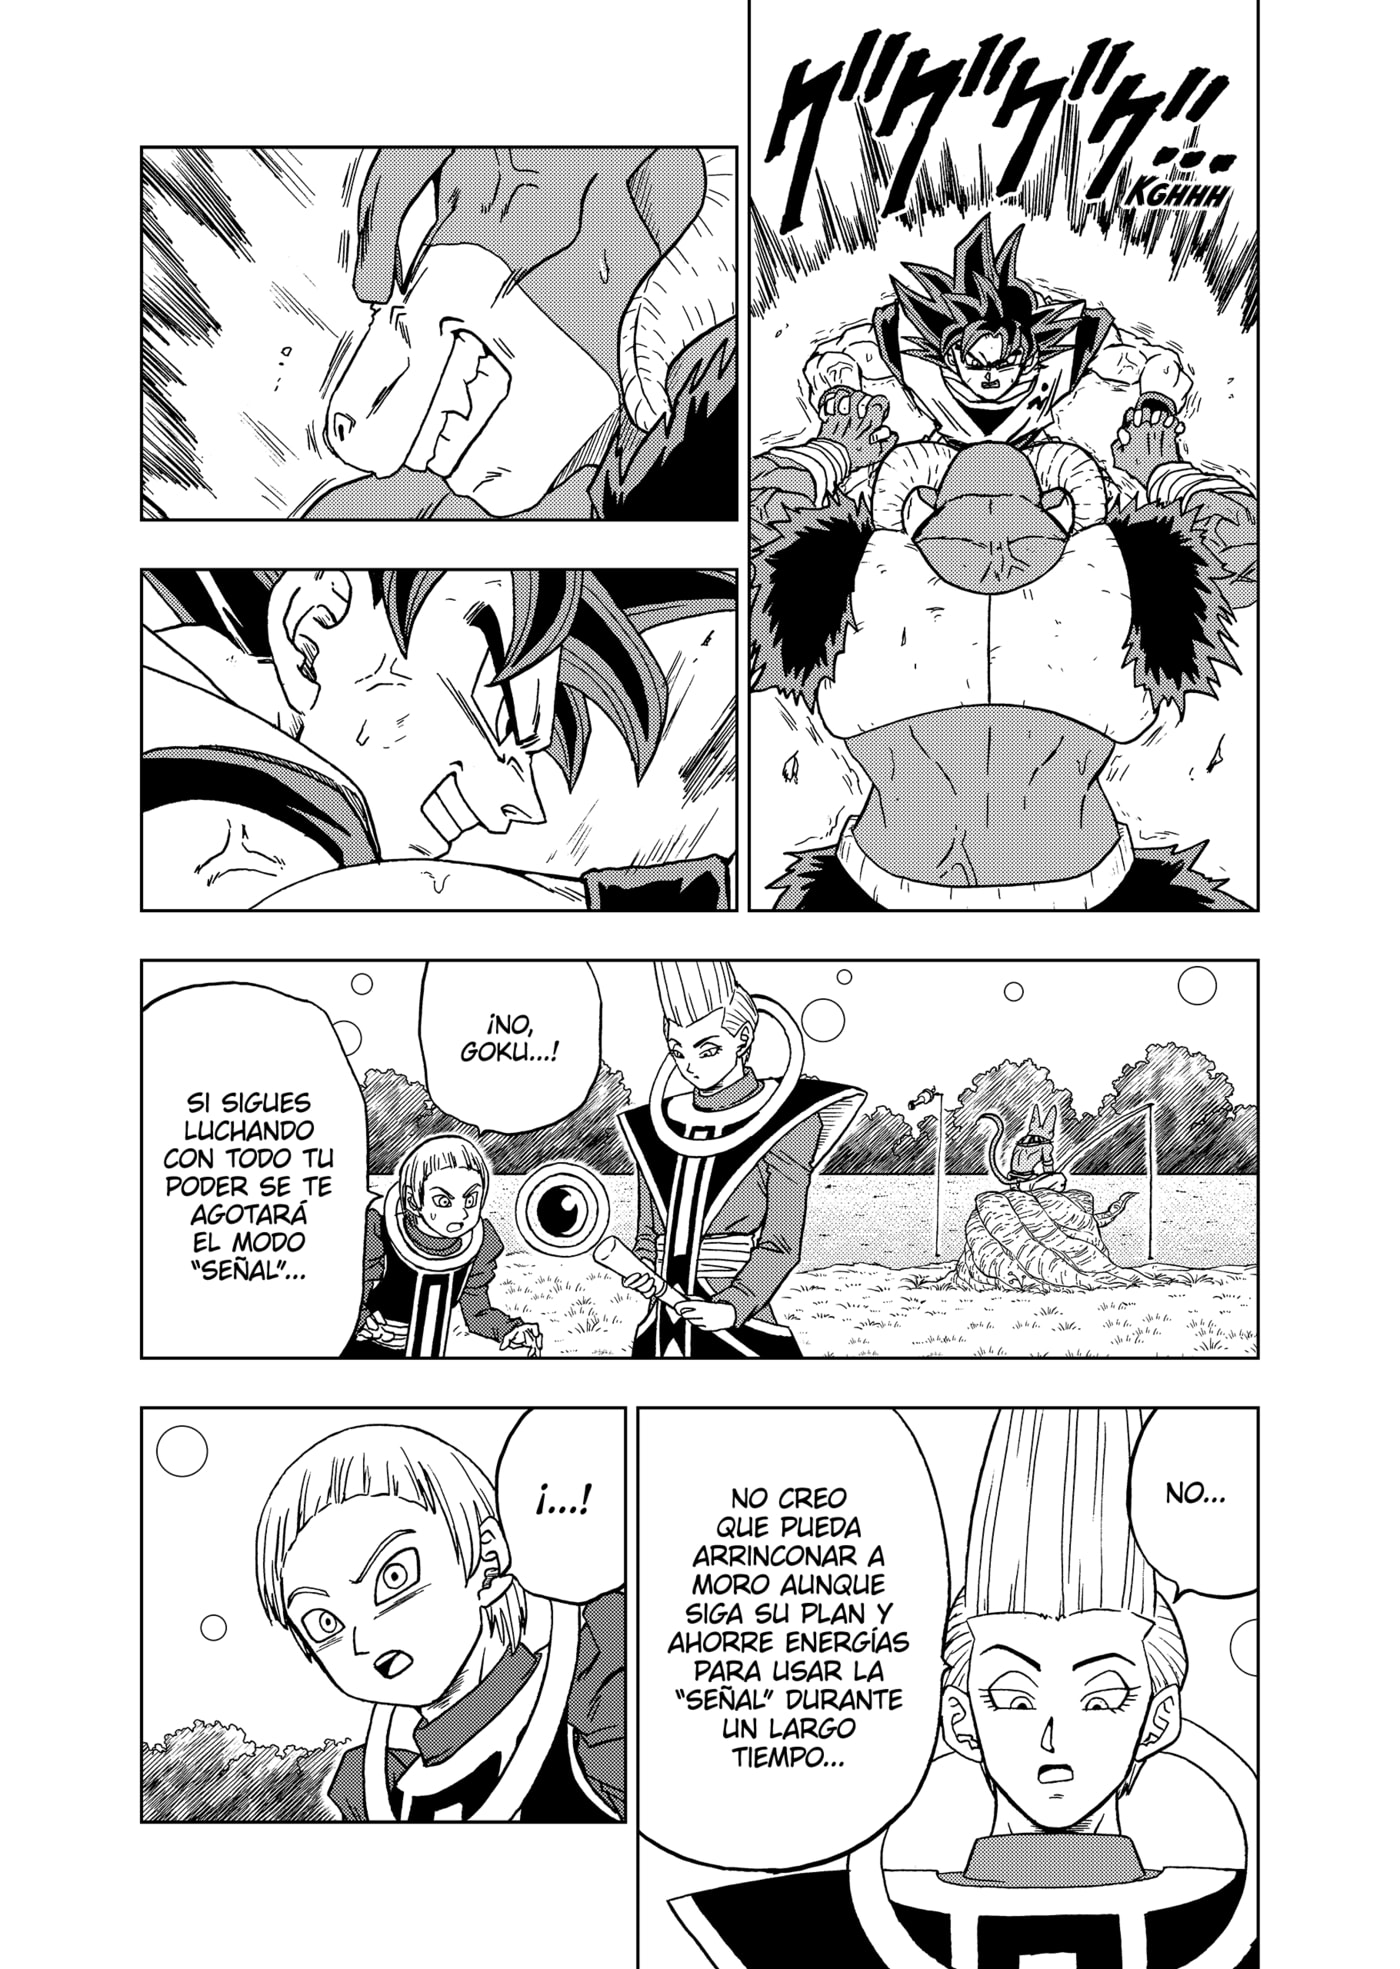 グググググ…
KGHHH
¡NO,
GOKU...!
SI SIGUES
LUCHANDO
CON TODO TU
PODER SE TE
AGOTARÁ
EL MODO
"SEÑAL"...
NO...
NO CREO
QUE PUEDA
ARRINCONAR A
MORO AUNQUE
SIGA SU PLAN Y
AHORRE ENERGÍAS
PARA USAR LA
"SEÑAL" DURANTE
UN LARGO
TIEMPO...
¡...!